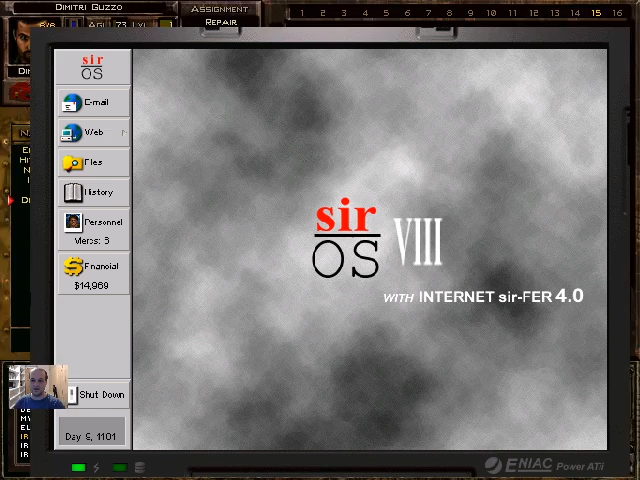 DIMITRI GUZZO
ASSIGNMENT
REPAIR
1 2 3 4 5 6 7 8 9 10 11 12 13 14 15 16
sir
OS
E-mail
Web
Files
History
Personnel
Mercs: 6
Financial
$14,969
Shut Down
Day 9, 1101
sir
OS VIII
WITH INTERNET sir-FER 4.0
ENIAC Power ATii